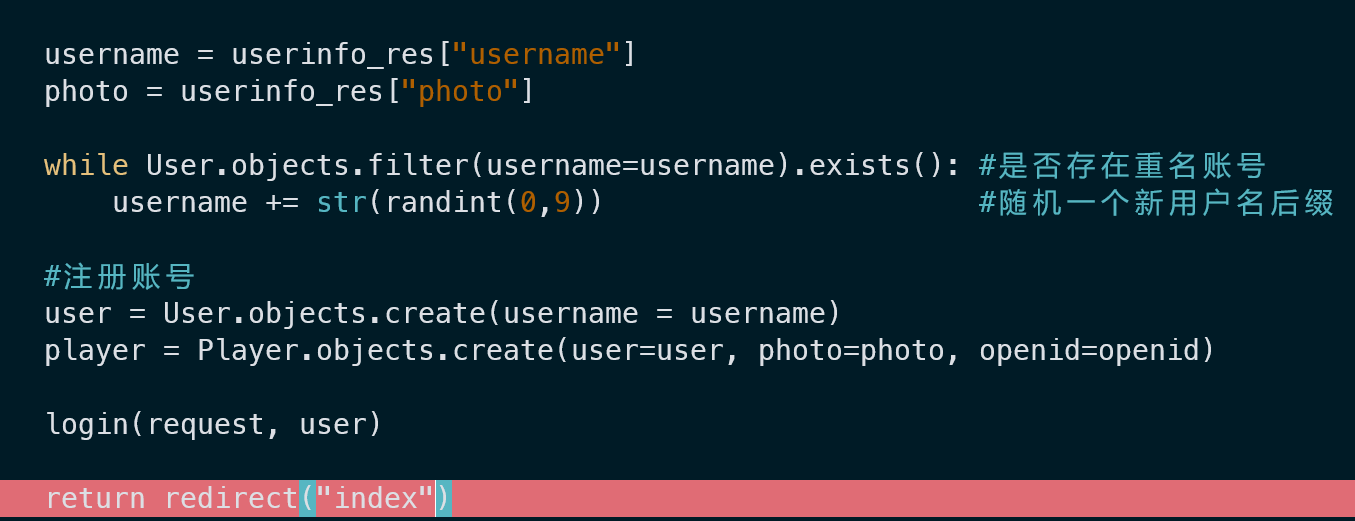 username = userinfo_res["username"]
photo = userinfo_res["photo"]
while User.objects.filter(username=username).exists(): #是否存在重名账号
    username += str(randint(0,9))                      #随机一个新用户名后缀
#注册账号
user = User.objects.create(username = username)
player = Player.objects.create(user=user, photo=photo, openid=openid)
login(request, user)
return redirect("index")